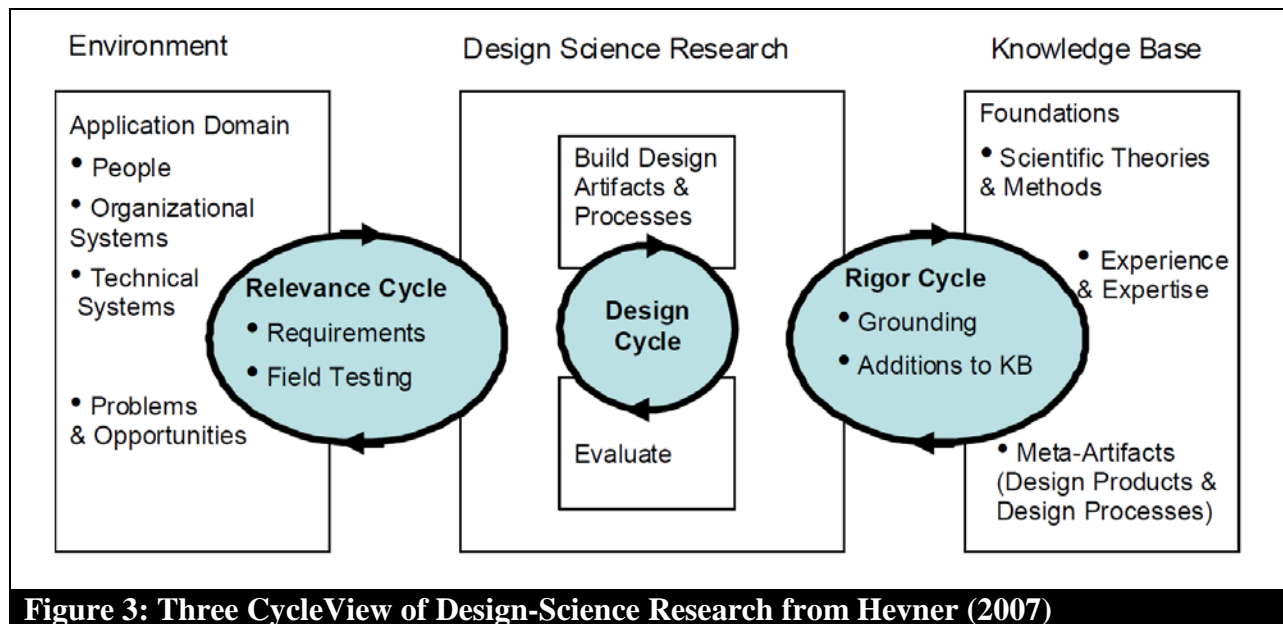 Environment
Design Science Research
Knowledge Base
Application Domain
• People
• Organizational
Systems
• Technical
Systems
• Problems
& Opportunities
Relevance Cycle
• Requirements
• Field Testing
Build Design
Artifacts &
Processes
Design
Cycle
Evaluate
Rigor Cycle
• Grounding
• Additions to KB
Foundations
• Scientific Theories
& Methods
• Experience
& Expertise
• Meta-Artifacts
(Design Products &
Design Processes)
Figure 3: Three CycleView of Design-Science Research from Hevner (2007)